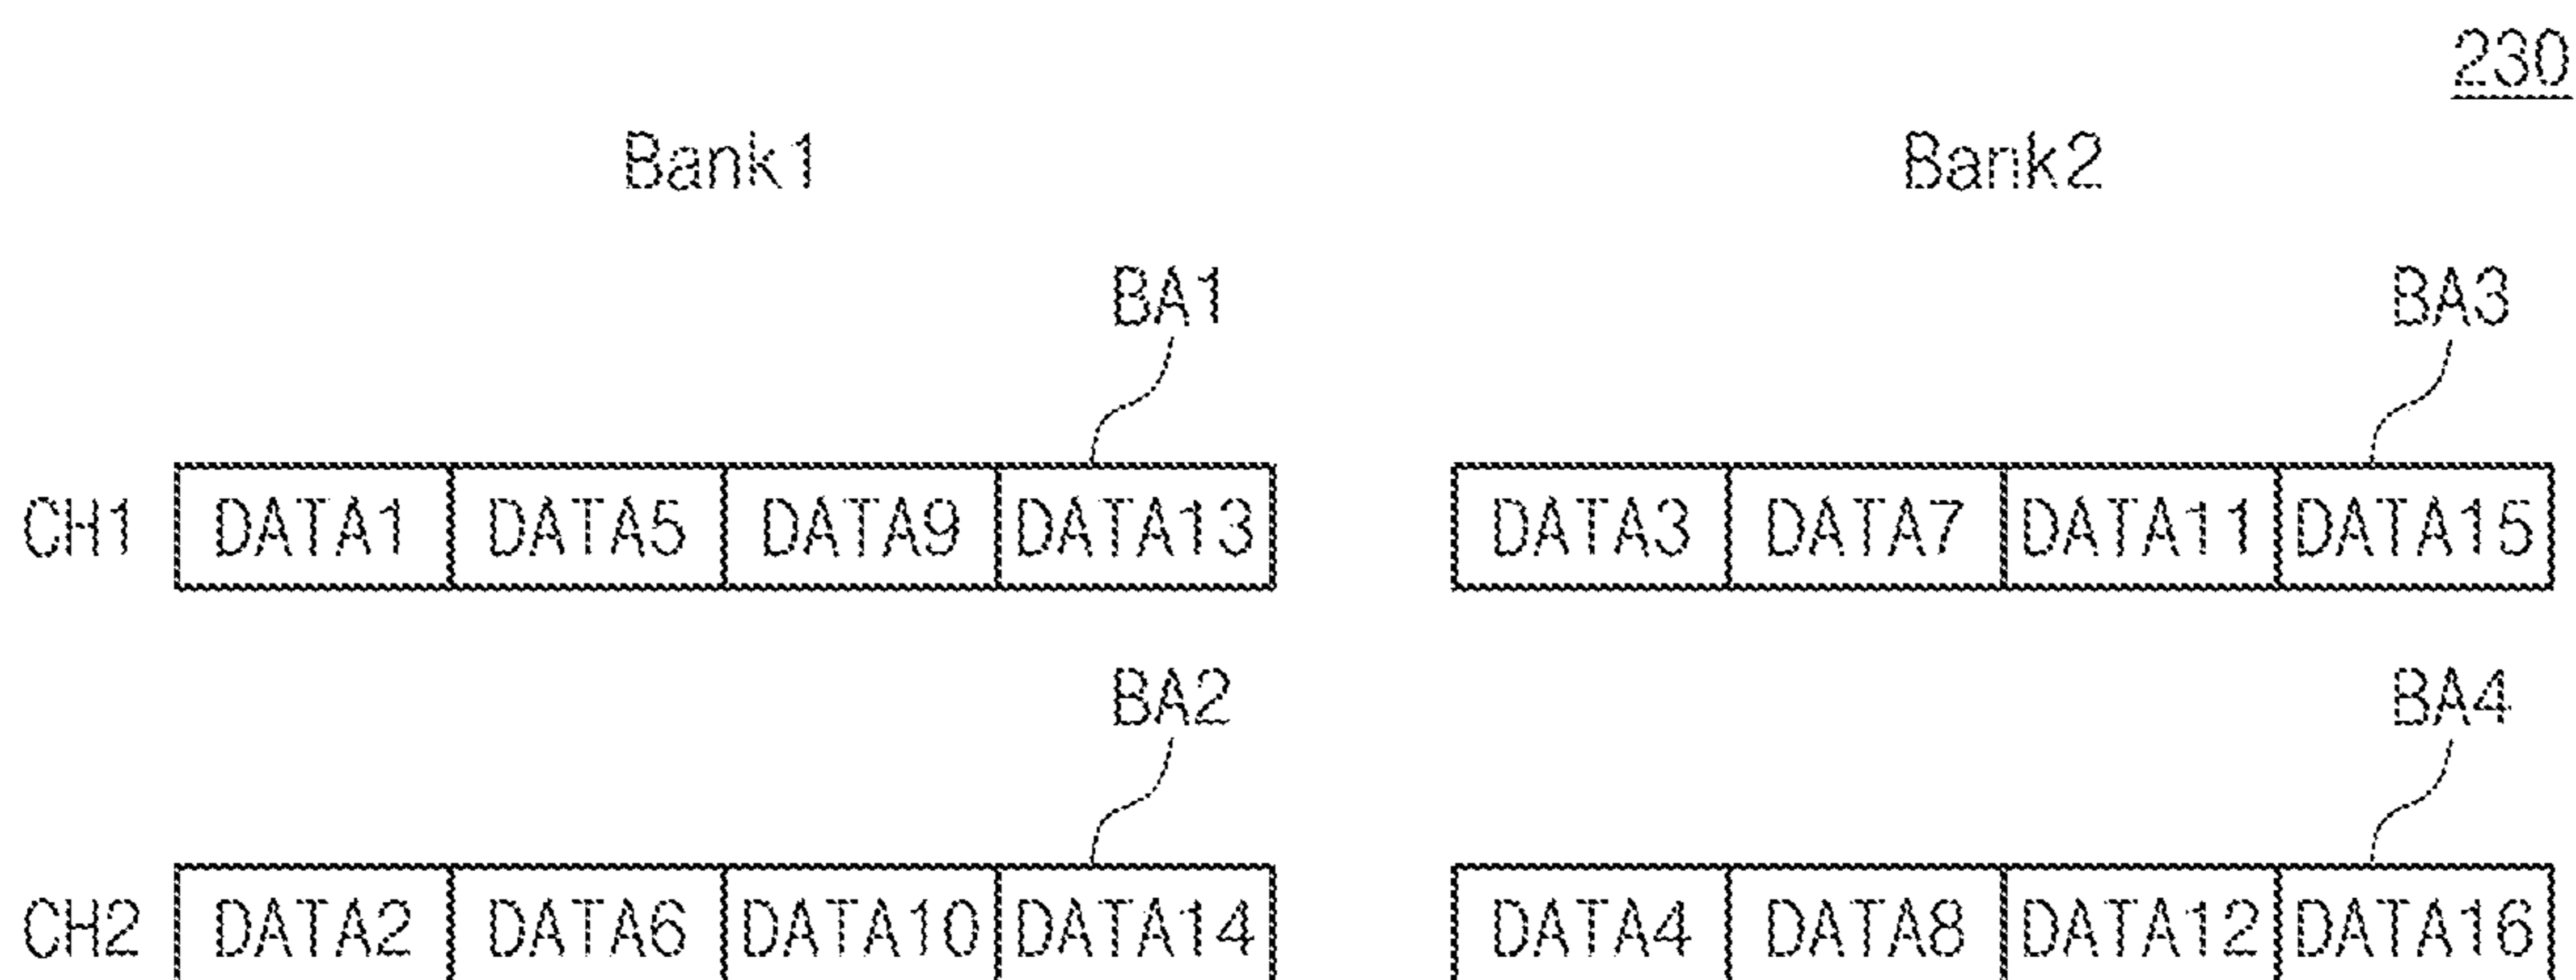 230
Bank1 Bank2
BA1 BA3
CH1 DATA1 DATA5 DATA9 DATA13 DATA3 DATA7 DATA11 DATA15
BA2 BA4
CH2 DATA2 DATA6 DATA10 DATA14 DATA4 DATA8 DATA12 DATA16